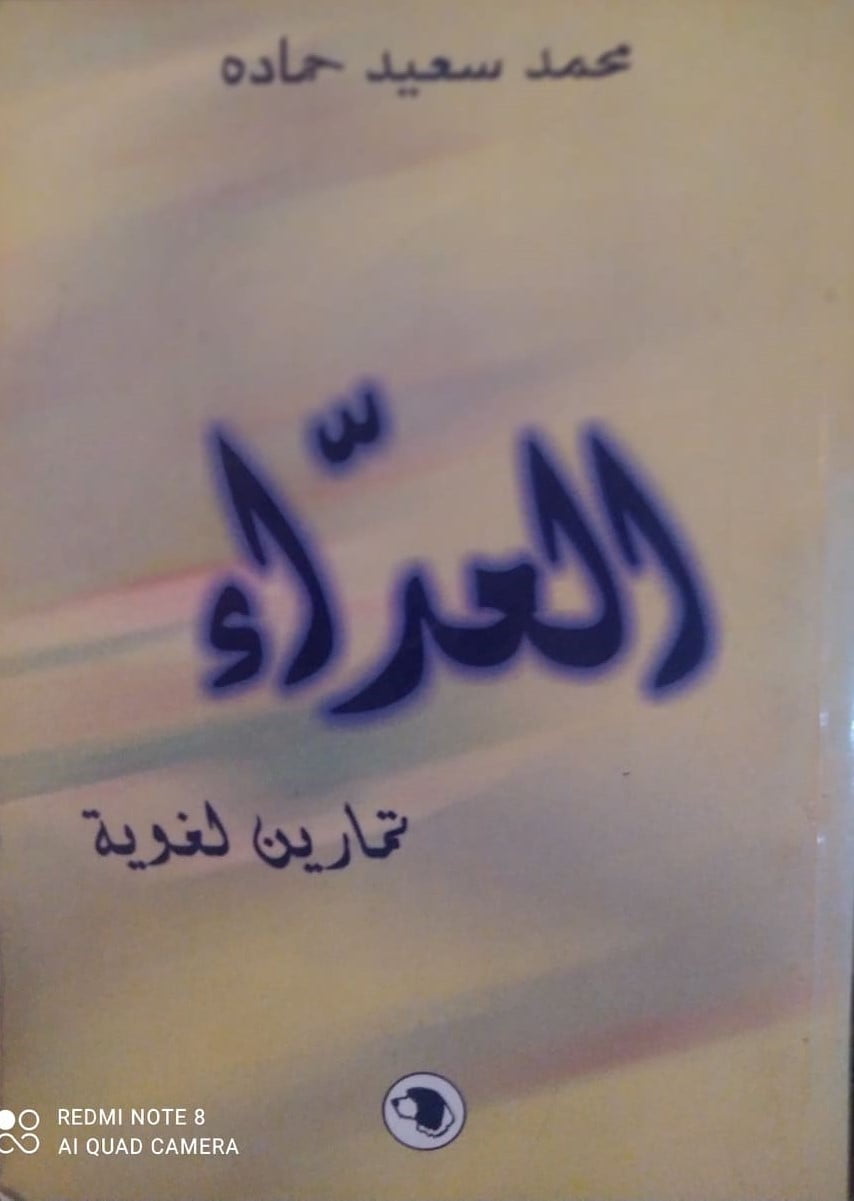 محمد سعيد حماده
العدّاء
تمارين لغوية
REDMI NOTE 8
AI QUAD CAMERA